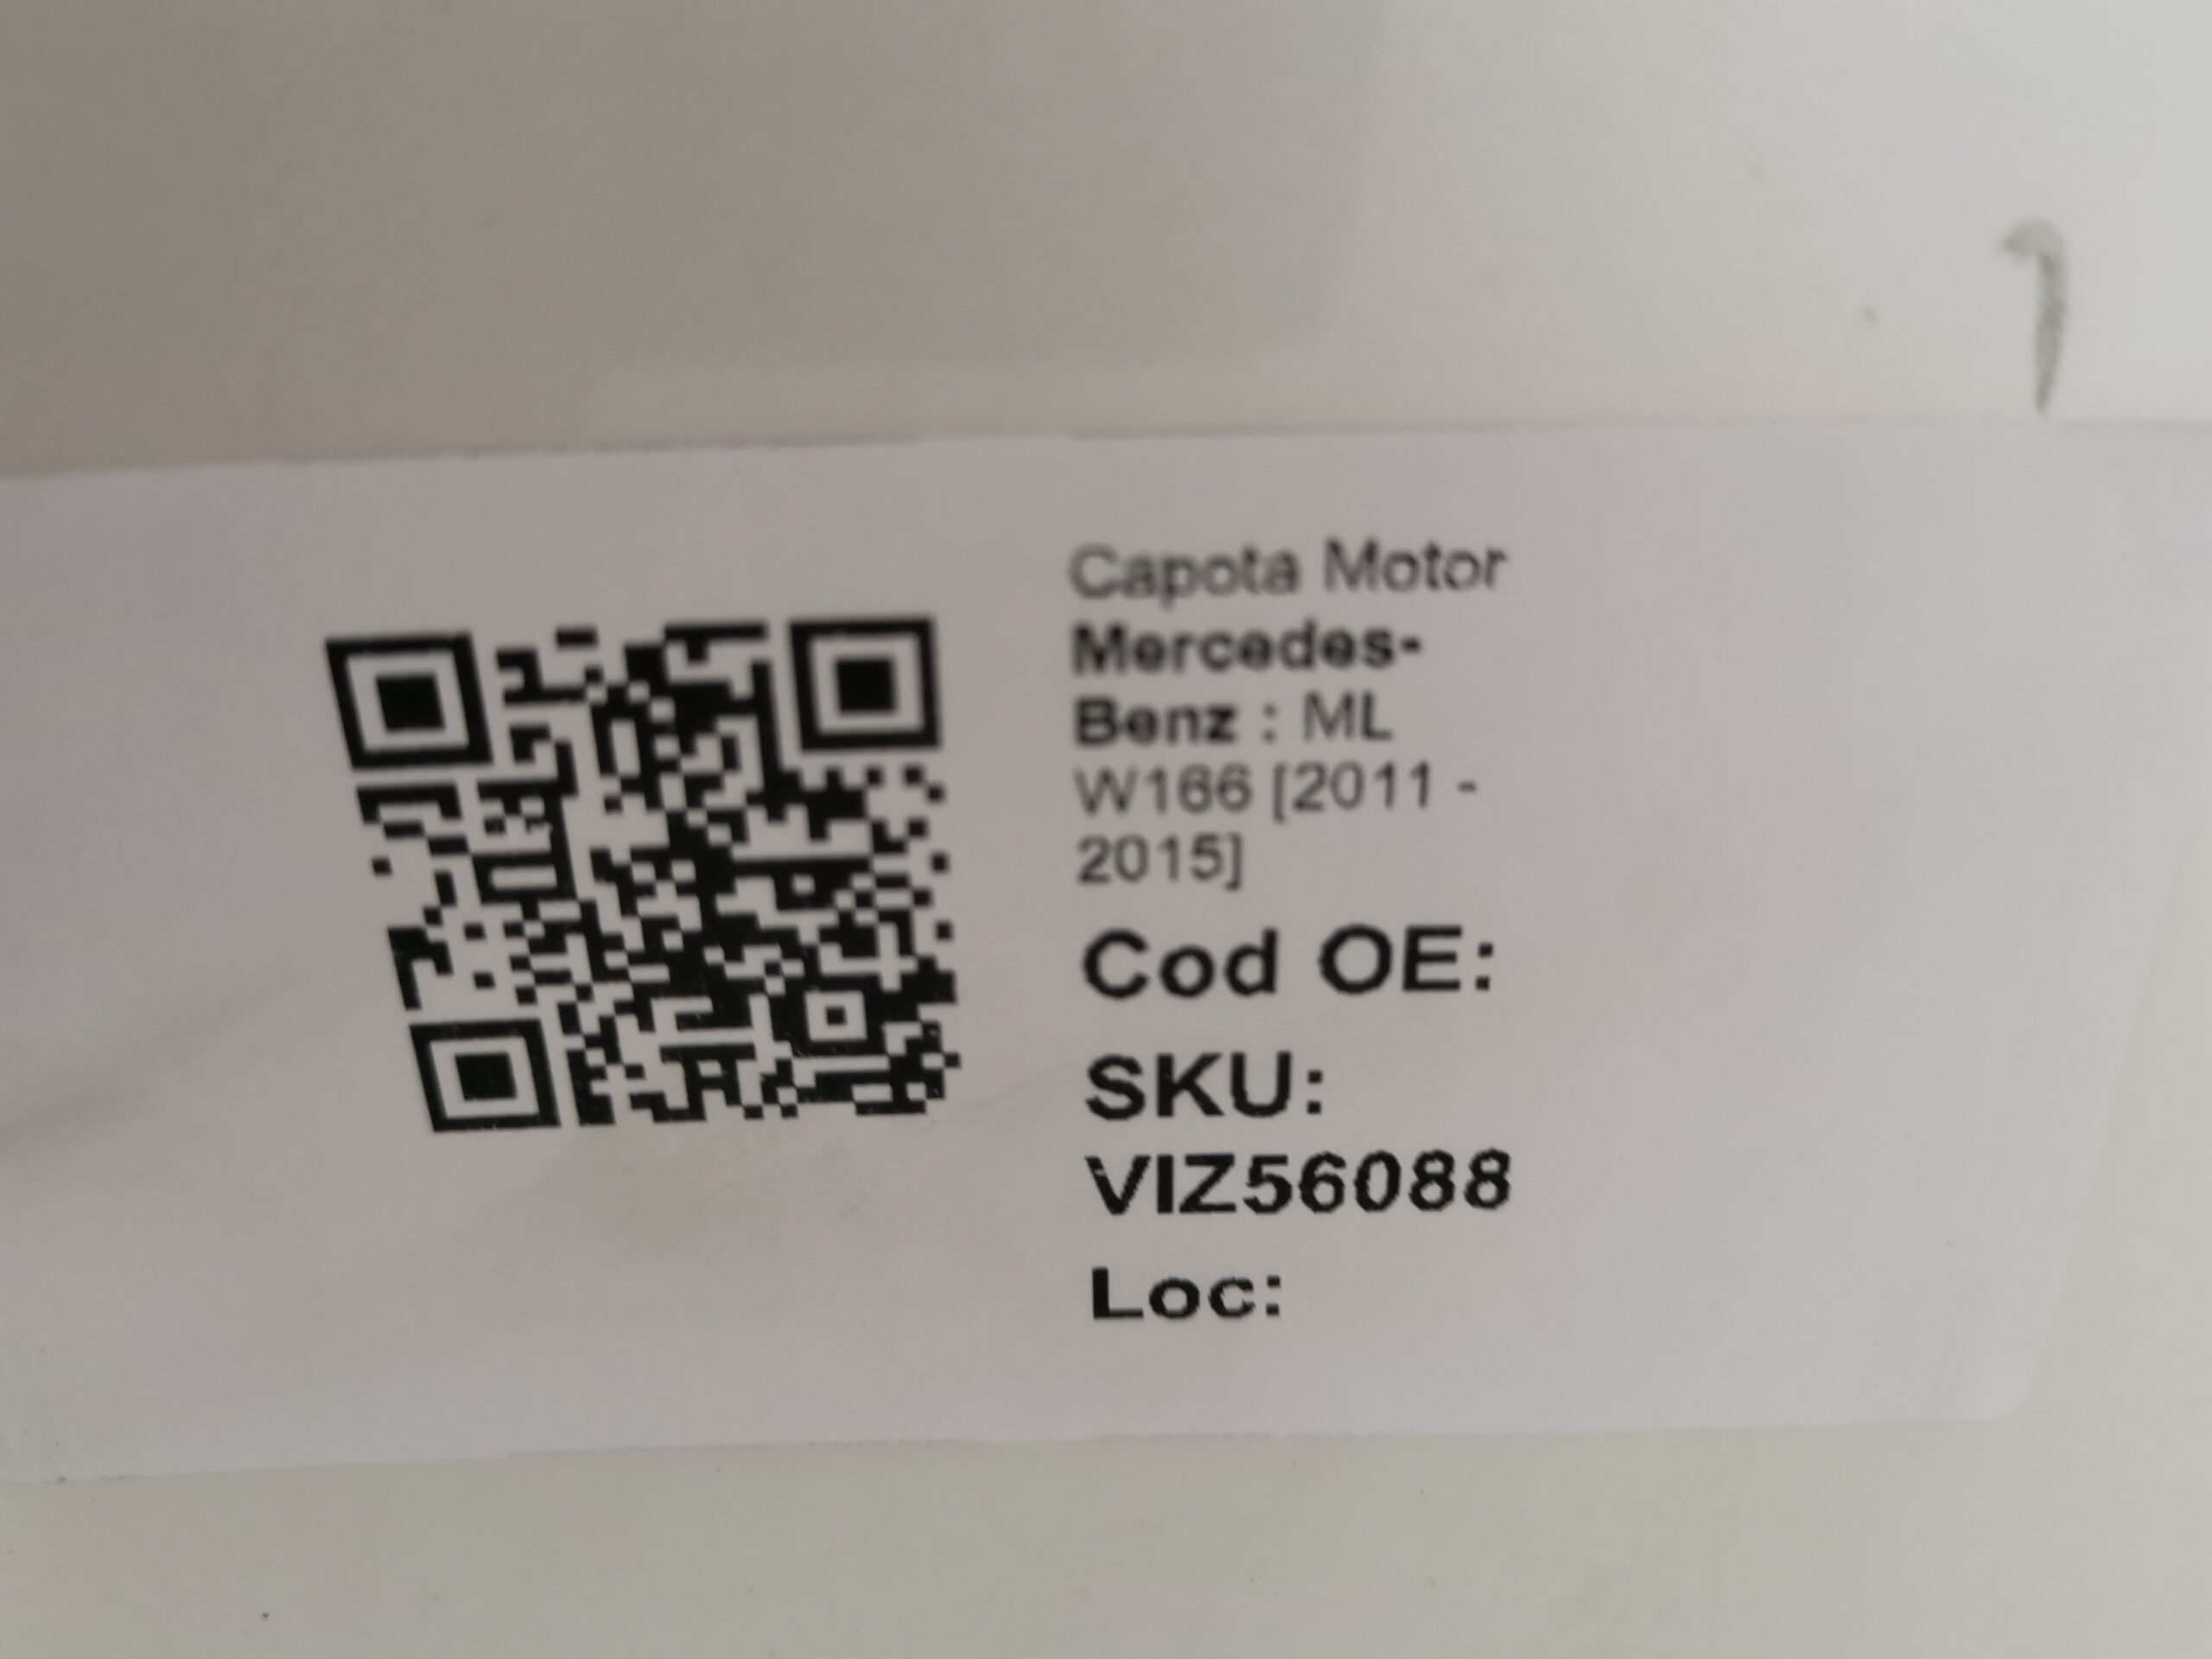 Capota Motor
Mercedes-
Benz : ML
W166 [2011 -
2015]
Cod OE:
SKU:
VIZ56088
Loc: